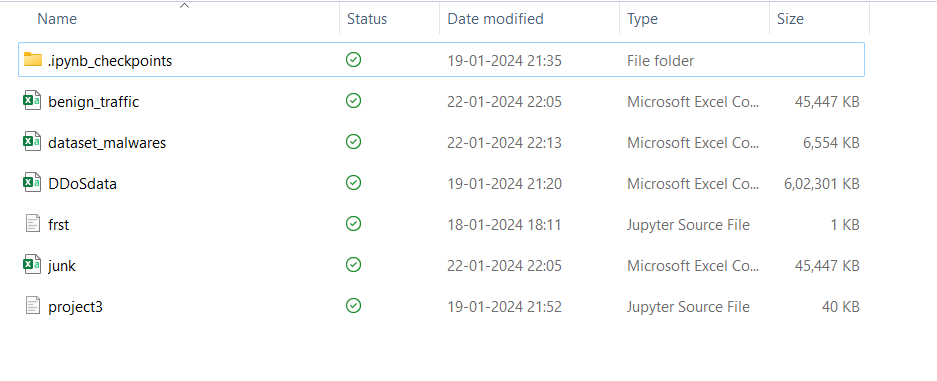 Name Status Date modified Type Size
.ipynb_checkpoints 19-01-2024 21:35 File folder
benign_traffic 22-01-2024 22:05 Microsoft Excel Co... 45,447 KB
dataset_malwares 22-01-2024 22:13 Microsoft Excel Co... 6,554 KB
DDoSdata 19-01-2024 21:20 Microsoft Excel Co... 6,02,301 KB
frst 18-01-2024 18:11 Jupyter Source File 1 KB
junk 22-01-2024 22:05 Microsoft Excel Co... 45,447 KB
project3 19-01-2024 21:52 Jupyter Source File 40 KB